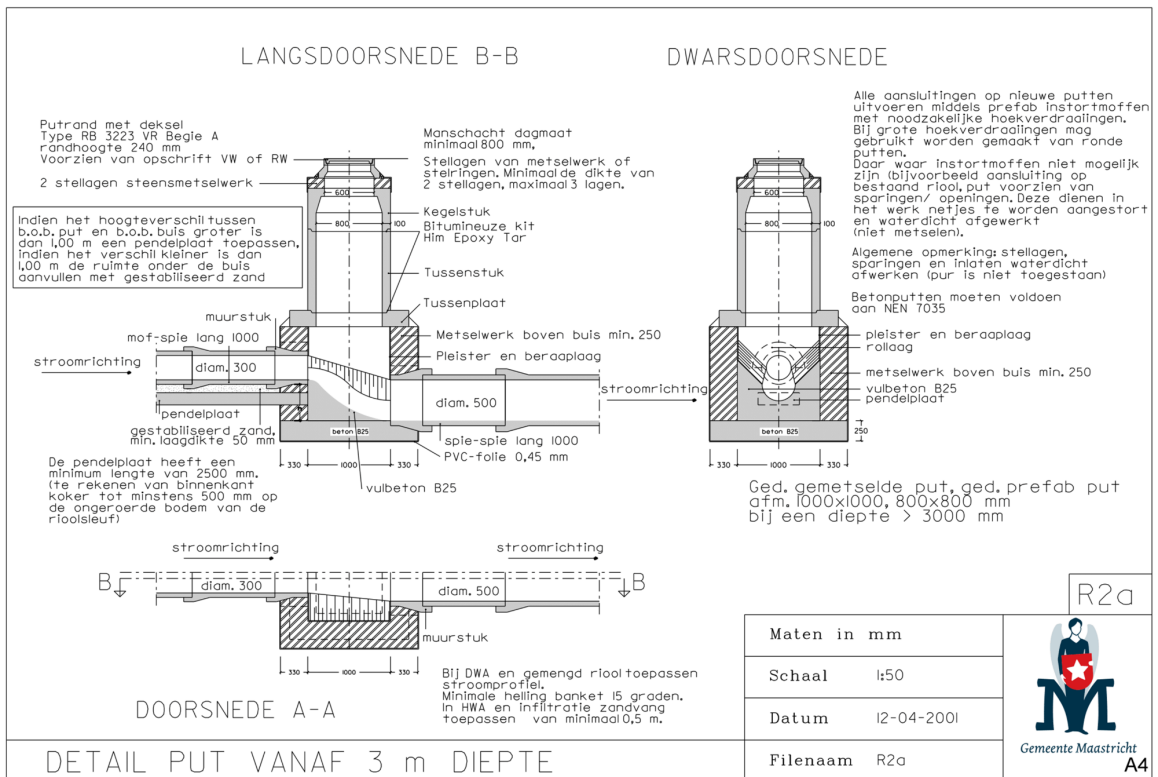 LANGSDOORSNEDE B-B
DWARSDOORSNEDE
Putrand met deksel
Type RB 3223 VR Begie A
randhoogte 240 mm
Voorzien van opschrift VW of RW
2 stellagen steensmetselwerk
Indien het hoogteverschil tussen
b.o.b. put en b.o.b. buis groter is
dan 1,00 m een pendelplaat toepassen,
indien het verschil kleiner is dan
1,00 m de ruimte onder de buis
aanvullen met gestabiliseerd zand
muurstuk
mof-spie lang 1000
stroomrichting
diam. 300
pendelplaat
gestabiliseerd zand,
min. laagdikte 50 mm
De pendelplaat heeft een
minimum lengte van 2500 mm.
(te rekenen van binnenkant
koker tot minstens 500 mm op
de ongeroerde bodem van de
rioolsleuf)
600
800
100
beton B25
330
1000
330
Manschacht dagmaat
minimaal 800 mm,
Stellagen van metselwerk of
stelringen. Minimaal de dikte van
2 stellagen, maximaal 3 lagen.
Kegelstuk
Bitumineuze kit
Him Epoxy Tar
Tussenstuk
Tussenplaat
Metselwerk boven buis min. 250
Pleister en beraaplaag
diam. 500
stroomrichting
spie-spie lang 1000
PVC-folie 0,45 mm
vulbeton B25
Alle aansluitingen op nieuwe putten
uitvoeren middels prefab instortmoffen
met noodzakelijke hoekverdraaiingen.
Bij grote hoekverdraaiingen mag
gebruikt worden gemaakt van ronde
putten.
Daar waar instortmoffen niet mogelijk
zijn (bijvoorbeeld aansluiting op
bestaand riool, put voorzien van
sparingen/ openingen. Deze dienen in
het werk netjes te worden aangestort
en waterdicht afgewerkt
(niet metselen).
Algemene opmerking: stellagen,
sparingen en inlaten waterdicht
afwerken (pur is niet toegestaan)
Betonputten moeten voldoen
aan NEN 7035
600
800
100
pleister en beraaplaag
rollaag
metselwerk boven buis min. 250
vulbeton B25
pendelplaat
beton B25
250
330
1000
330
Ged. gemetselde put, ged. prefab put
afm. 1000x1000, 800x800 mm
bij een diepte > 3000 mm
stroomrichting
stroomrichting
B
B
diam. 300
diam. 500
muurstuk
330
1000
330
DOORSNEDE A-A
Bij DWA en gemengd riool toepassen
stroomprofiel.
Minimale helling banket 15 graden.
In HWA en infiltratie zandvang
toepassen van minimaal 0,5 m.
DETAIL PUT VANAF 3 m DIEPTE
R2a
Maten in mm
Schaal 1:50
Datum 12-04-2001
Filenaam R2a
Gemeente Maastricht
A4